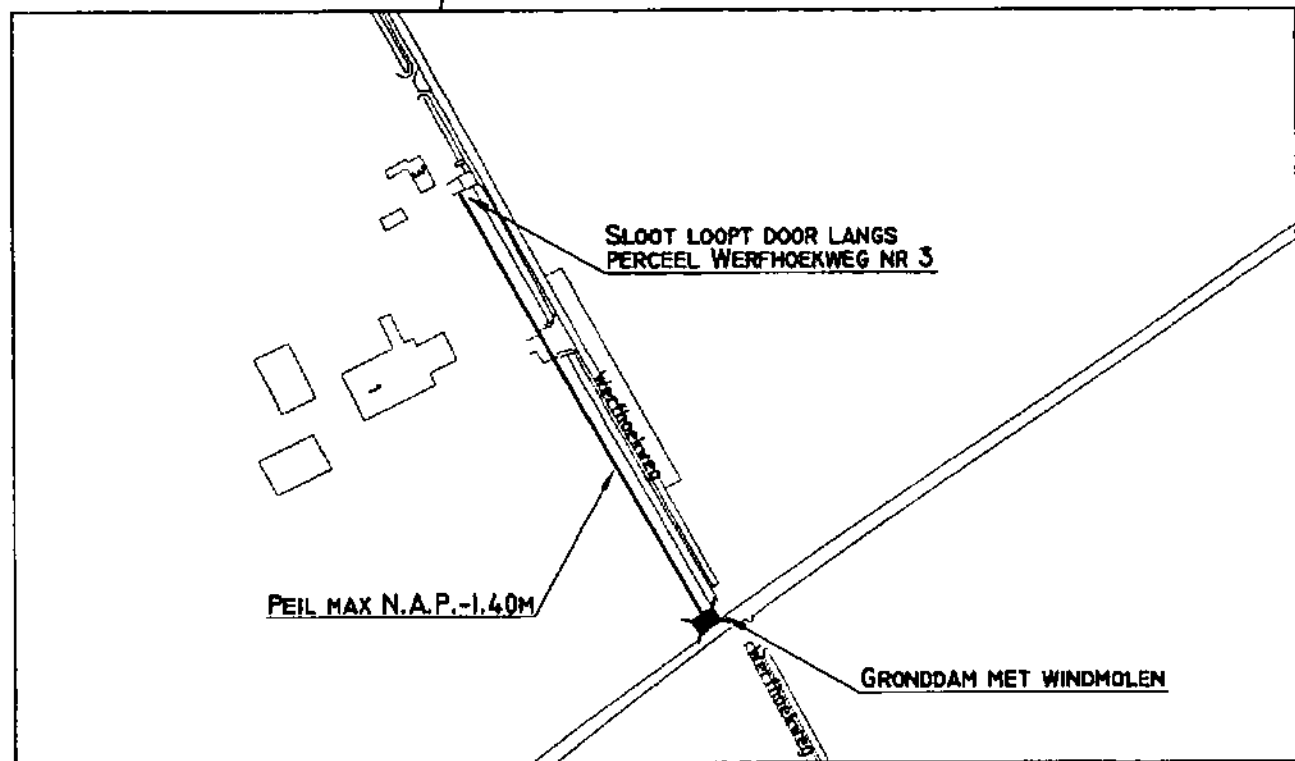 SLOOT LOOPT DOOR LANGS
PERCEEL WERFHOEKWEG NR 3
Werfhoekweg
PEIL MAX N.A.P.-1.40M
GRONDDAM MET WINDMOLEN
Werfhoekweg